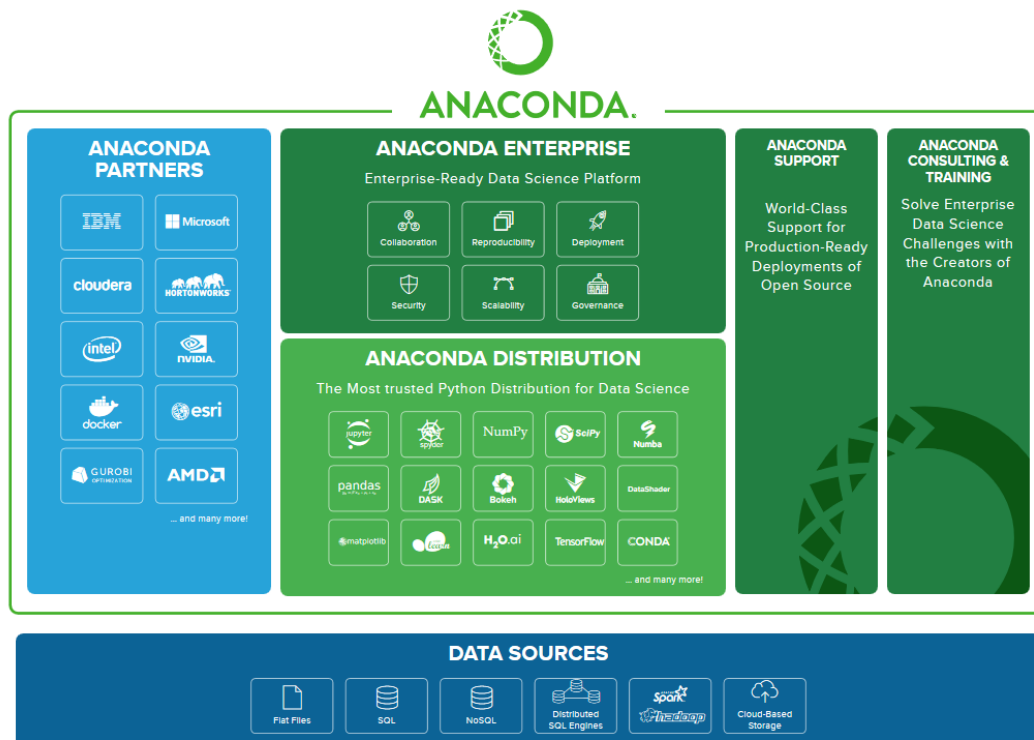 ANACONDA.
ANACONDA
PARTNERS
IBM
Microsoft
cloudera
HORTONWORKS
intel
NVIDIA.
docker
esri
GUROBI
OPTIMIZATION
AMD
... and many more!
ANACONDA ENTERPRISE
Enterprise-Ready Data Science Platform
Collaboration
Reproducibility
Deployment
Security
Scalability
Governance
ANACONDA DISTRIBUTION
The Most trusted Python Distribution for Data Science
jupyter
spyder
NumPy
SciPy
Numba
pandas
DASK
Bokeh
HoloViews
DataShader
matplotlib
learn
H₂O.ai
TensorFlow
CONDA
... and many more!
ANACONDA
SUPPORT
World-Class
Support for
Production-Ready
Deployments of
Open Source
ANACONDA
CONSULTING &
TRAINING
Solve Enterprise
Data Science
Challenges with
the Creators of
Anaconda
DATA SOURCES
Flat Files
SQL
NoSQL
Distributed
SQL Engines
Spark
hadoop
Cloud-Based
Storage